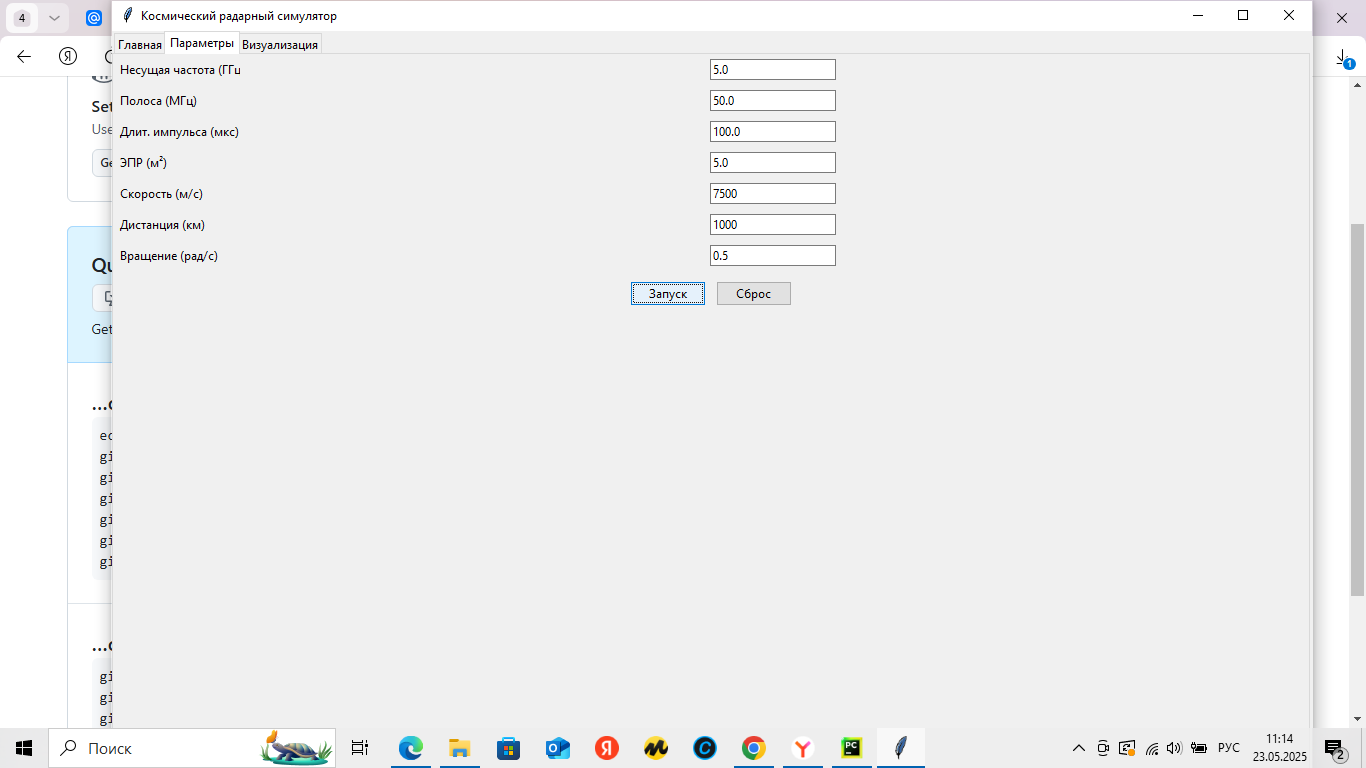 4
Космический радарный симулятор
Главная Параметры Визуализация
Несущая частота (ГГц 5.0
Полоса (МГц) 50.0
Длит. импульса (мкс) 100.0
ЭПР (м²) 5.0
Скорость (м/с) 7500
Дистанция (км) 1000
Вращение (рад/с) 0.5
Запуск Сброс
Set
Use
Ge
Qu
Get
...
gi
gi
gi
gi
gi
gi
...
gi
gi
gi
Поиск
РУС
11:14
23.05.2025
2
1
PC